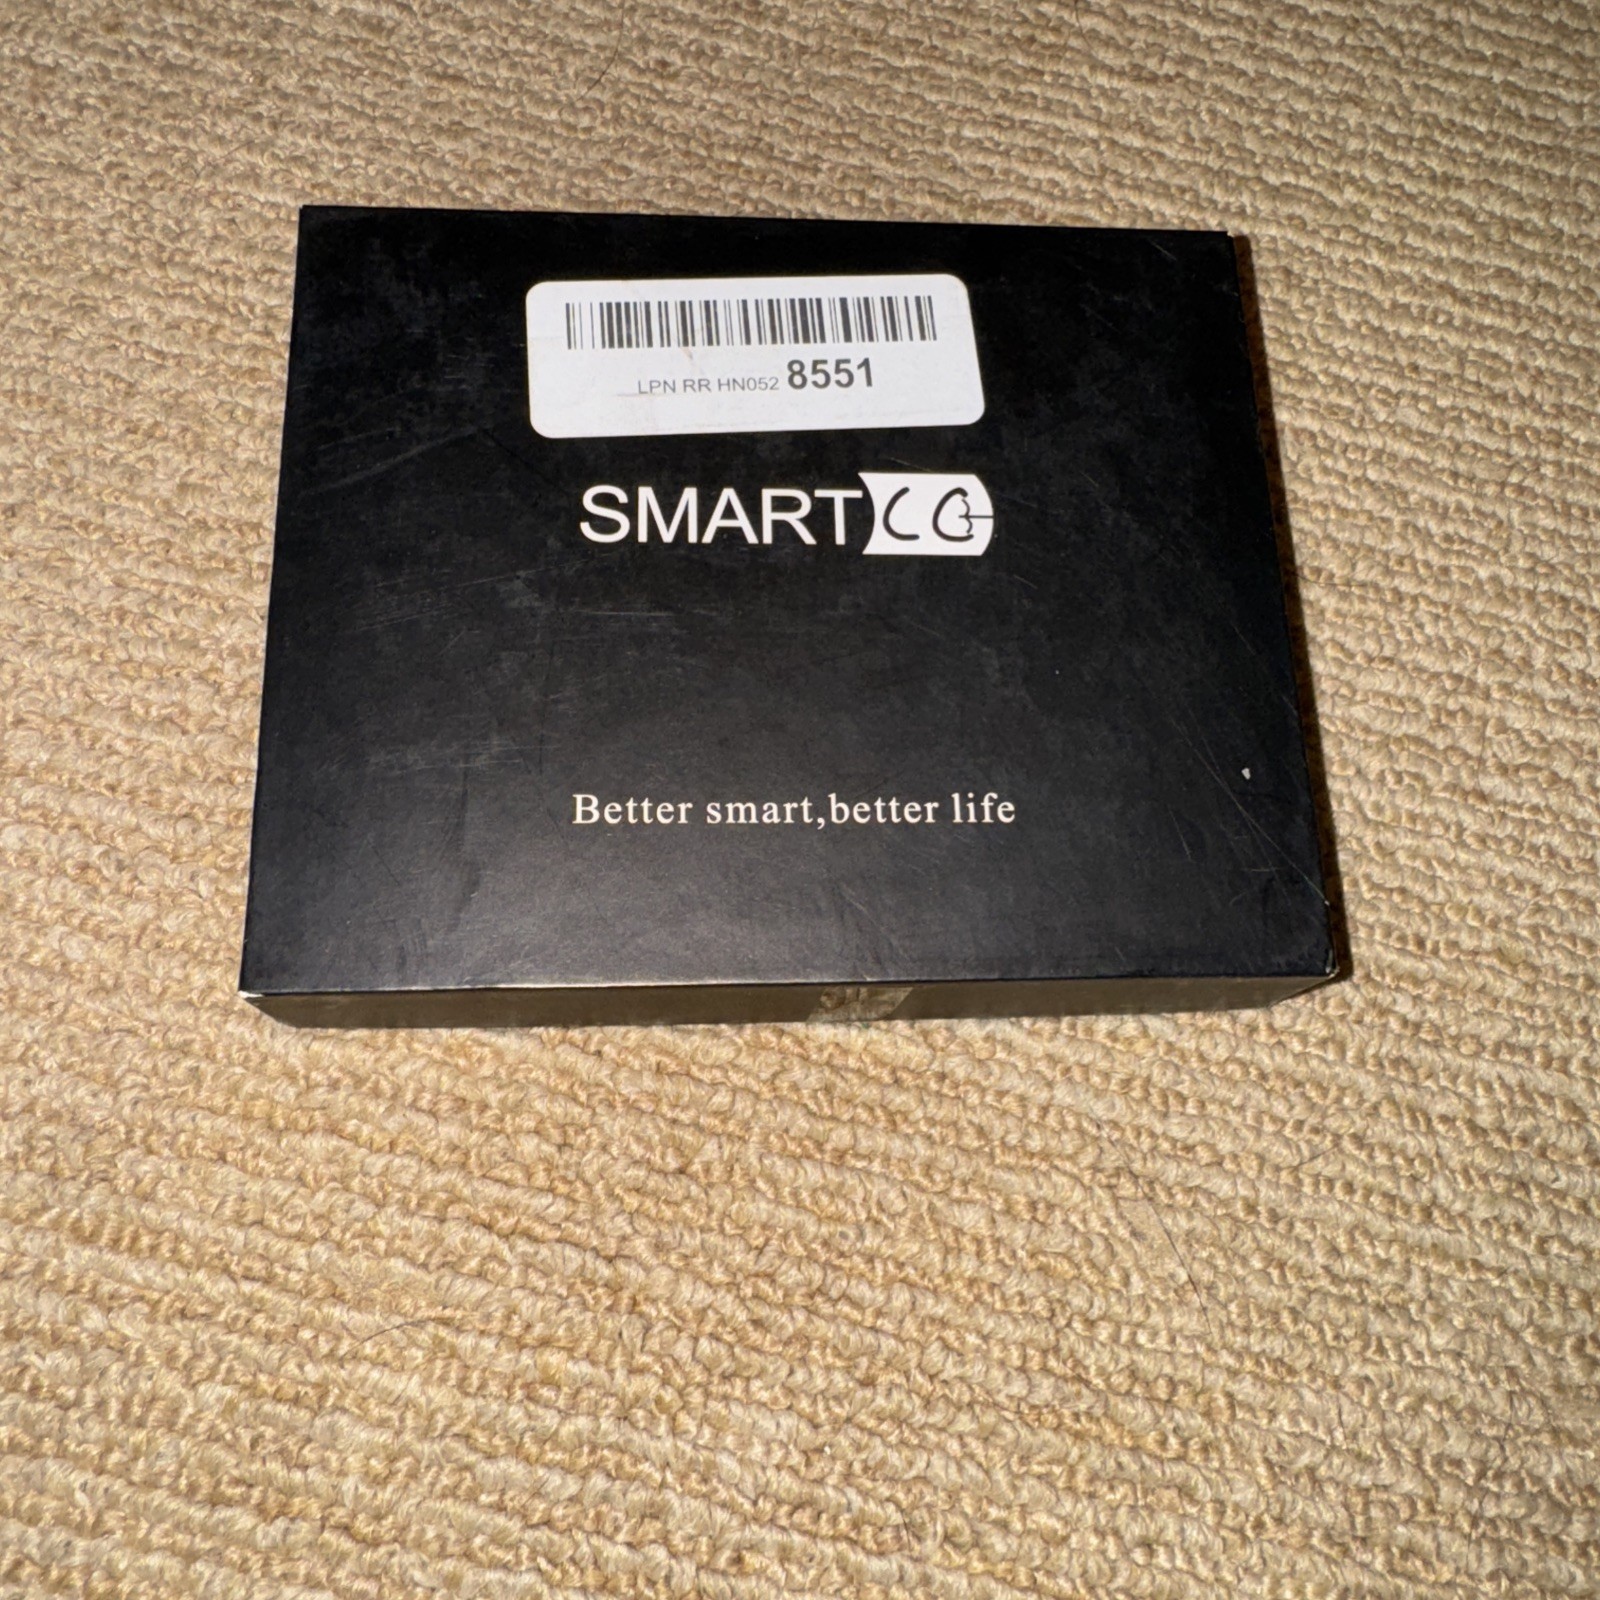 LPN RR HN052 8551
SMART
Better smart,better life